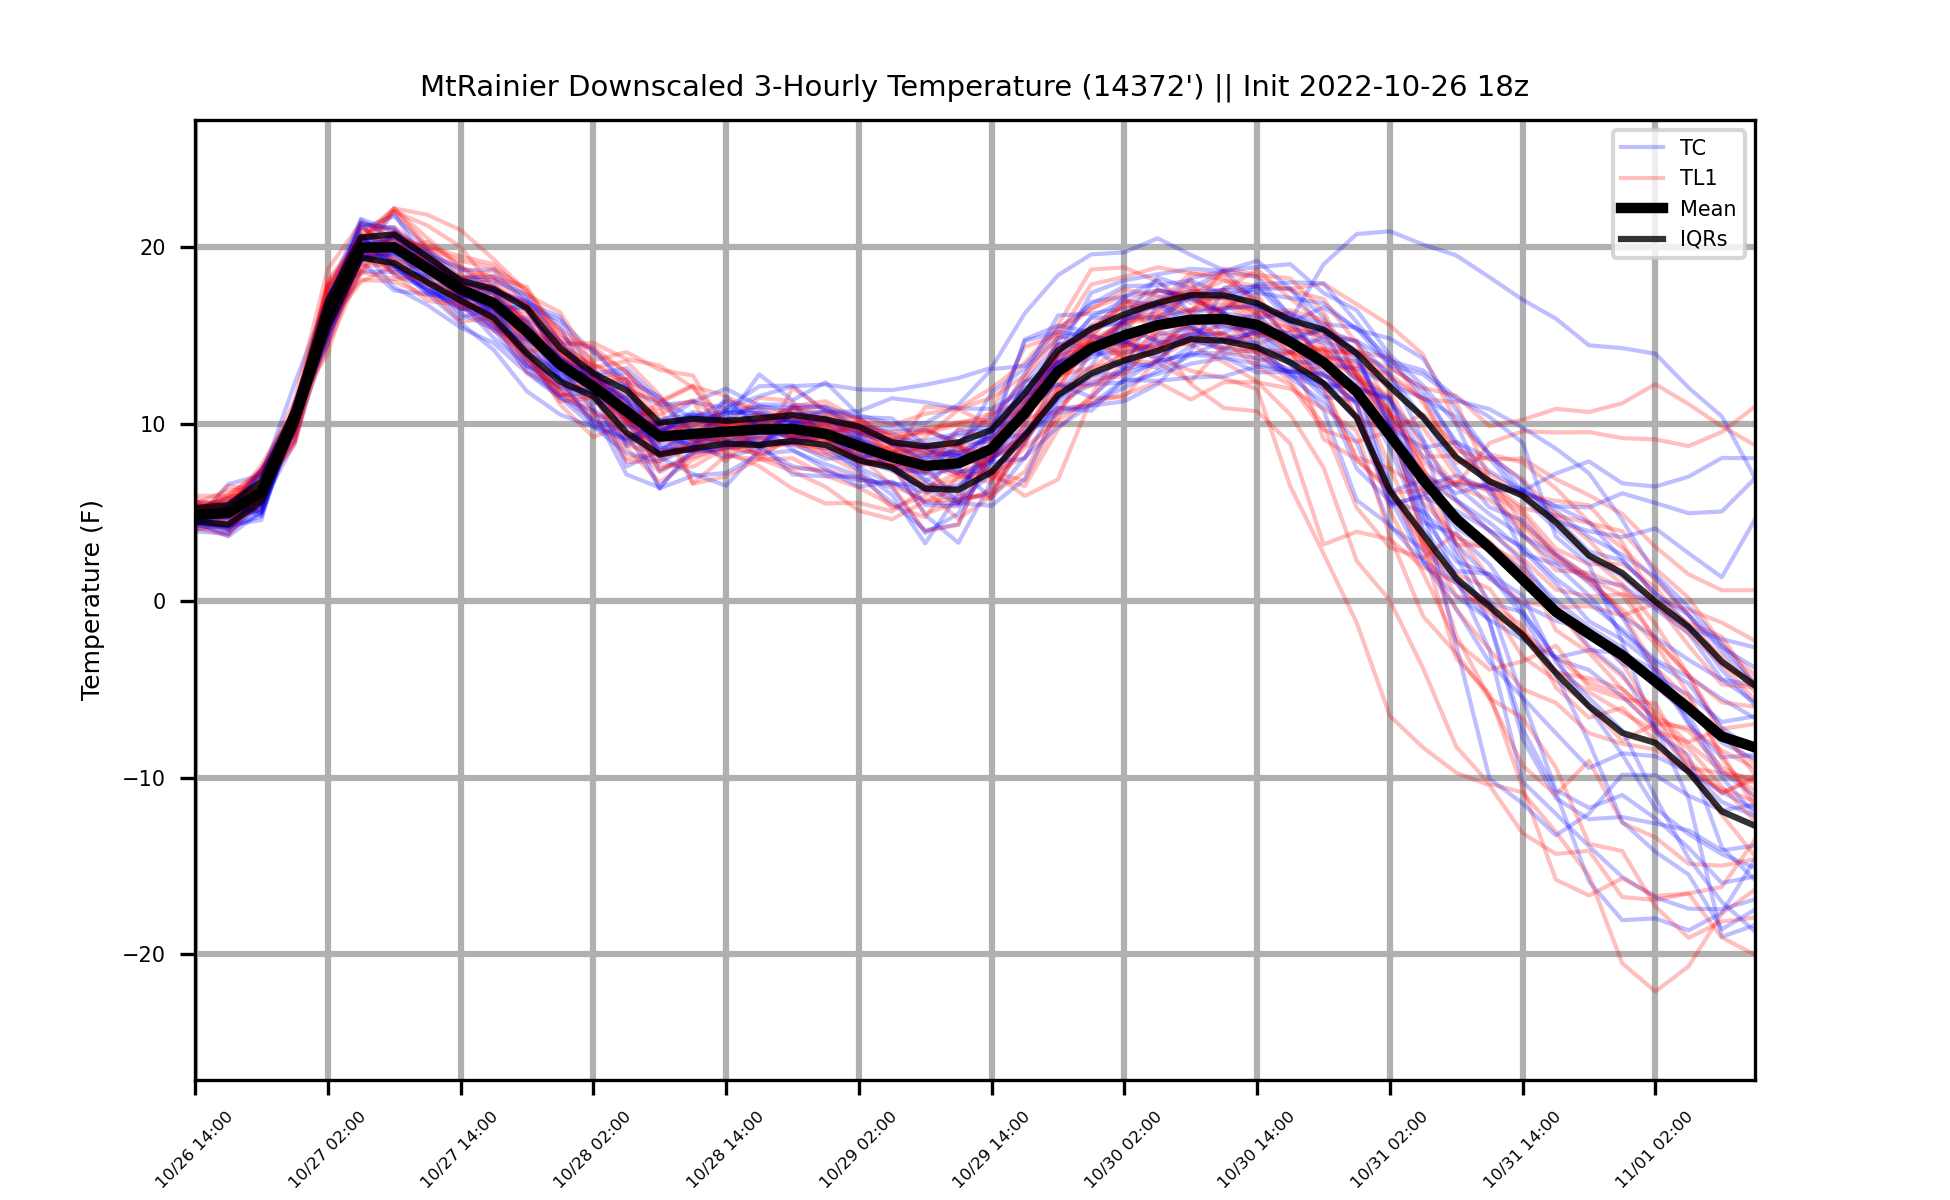 MtRainier Downscaled 3-Hourly Temperature (14372') || Init 2022-10-26 18z
TC
TL1
Mean
IQRs
Temperature (F)
20
10
0
−10
−20
10/26 14:00
10/27 02:00
10/27 14:00
10/28 02:00
10/28 14:00
10/29 02:00
10/29 14:00
10/30 02:00
10/30 14:00
10/31 02:00
10/31 14:00
11/01 02:00